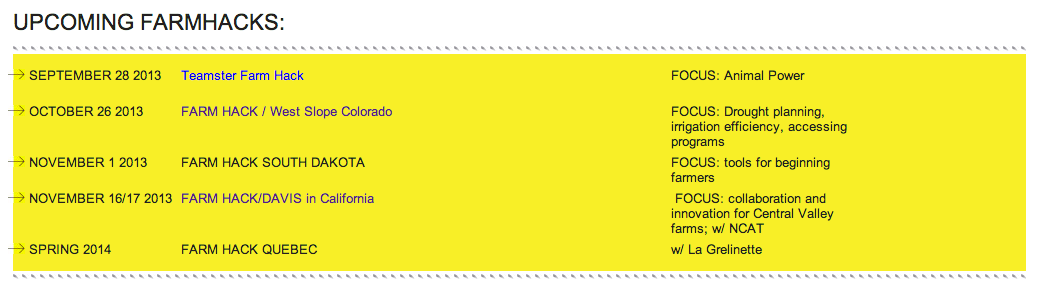 UPCOMING FARMHACKS:
SEPTEMBER 28 2013 Teamster Farm Hack FOCUS: Animal Power
OCTOBER 26 2013 FARM HACK / West Slope Colorado FOCUS: Drought planning,
irrigation efficiency, accessing
programs
NOVEMBER 1 2013 FARM HACK SOUTH DAKOTA FOCUS: tools for beginning
farmers
NOVEMBER 16/17 2013 FARM HACK/DAVIS in California FOCUS: collaboration and
innovation for Central Valley
farms; w/ NCAT
SPRING 2014 FARM HACK QUEBEC w/ La Grelinette